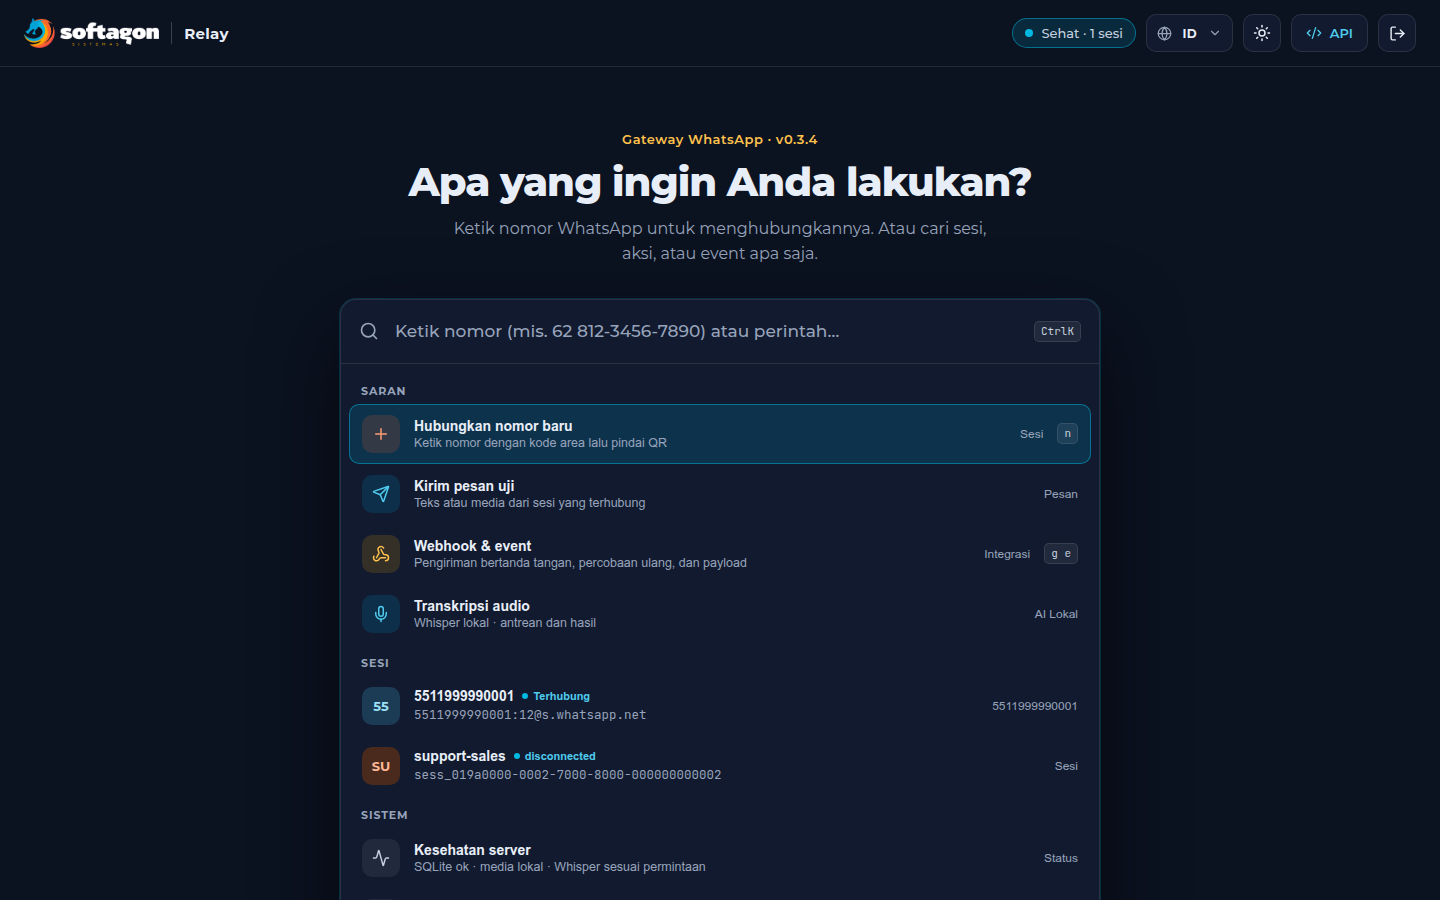 softagon
SISTEMAS
Relay
Sehat · 1 sesi
ID
API
Gateway WhatsApp · v0.3.4
Apa yang ingin Anda lakukan?
Ketik nomor WhatsApp untuk menghubungkannya. Atau cari sesi,
aksi, atau event apa saja.
Ketik nomor (mis. 62 812-3456-7890) atau perintah...
CtrlK
SARAN
Hubungkan nomor baru
Ketik nomor dengan kode area lalu pindai QR
Sesi
n
Kirim pesan uji
Teks atau media dari sesi yang terhubung
Pesan
Webhook & event
Pengiriman bertanda tangan, percobaan ulang, dan payload
Integrasi
g e
Transkripsi audio
Whisper lokal · antrean dan hasil
AI Lokal
SESI
55
5511999990001
Terhubung
5511999990001:12@s.whatsapp.net
5511999990001
SU
support-sales
disconnected
sess_019a0000-0002-7000-8000-000000000002
Sesi
SISTEM
Kesehatan server
SQLite ok · media lokal · Whisper sesuai permintaan
Status